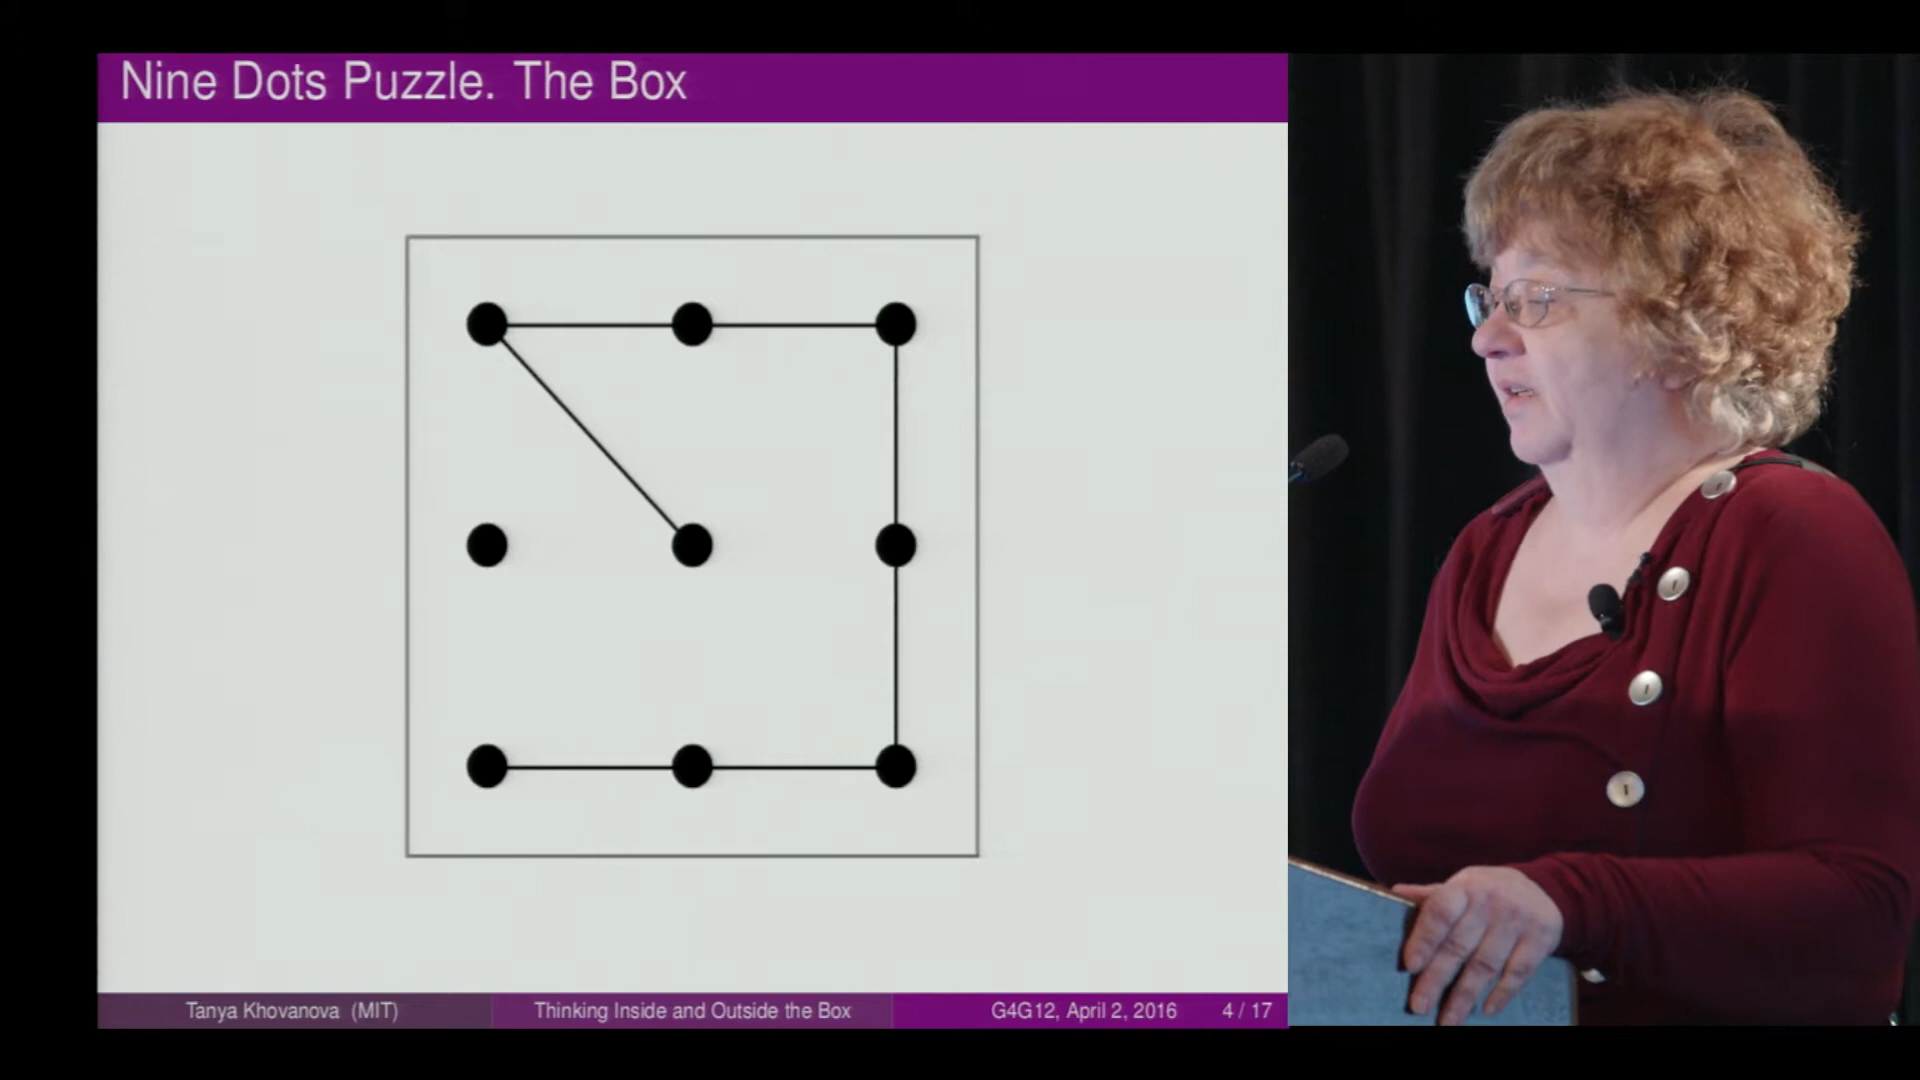 Nine Dots Puzzle. The Box
Tanya Khovanova (MIT)
Thinking Inside and Outside the Box
G4G12, April 2, 2016
4 / 17